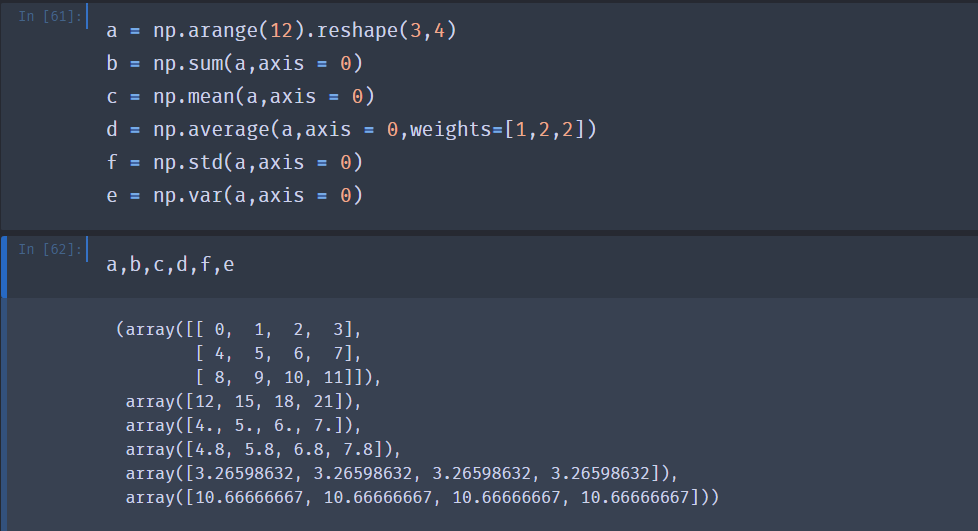 In [61]:
a = np.arange(12).reshape(3,4)
b = np.sum(a,axis = 0)
c = np.mean(a,axis = 0)
d = np.average(a,axis = 0,weights=[1,2,2])
f = np.std(a,axis = 0)
e = np.var(a,axis = 0)
In [62]:
a,b,c,d,f,e
(array([[ 0,  1,  2,  3],
        [ 4,  5,  6,  7],
        [ 8,  9, 10, 11]]),
 array([12, 15, 18, 21]),
 array([4., 5., 6., 7.]),
 array([4.8, 5.8, 6.8, 7.8]),
 array([3.26598632, 3.26598632, 3.26598632, 3.26598632]),
 array([10.66666667, 10.66666667, 10.66666667, 10.66666667]))